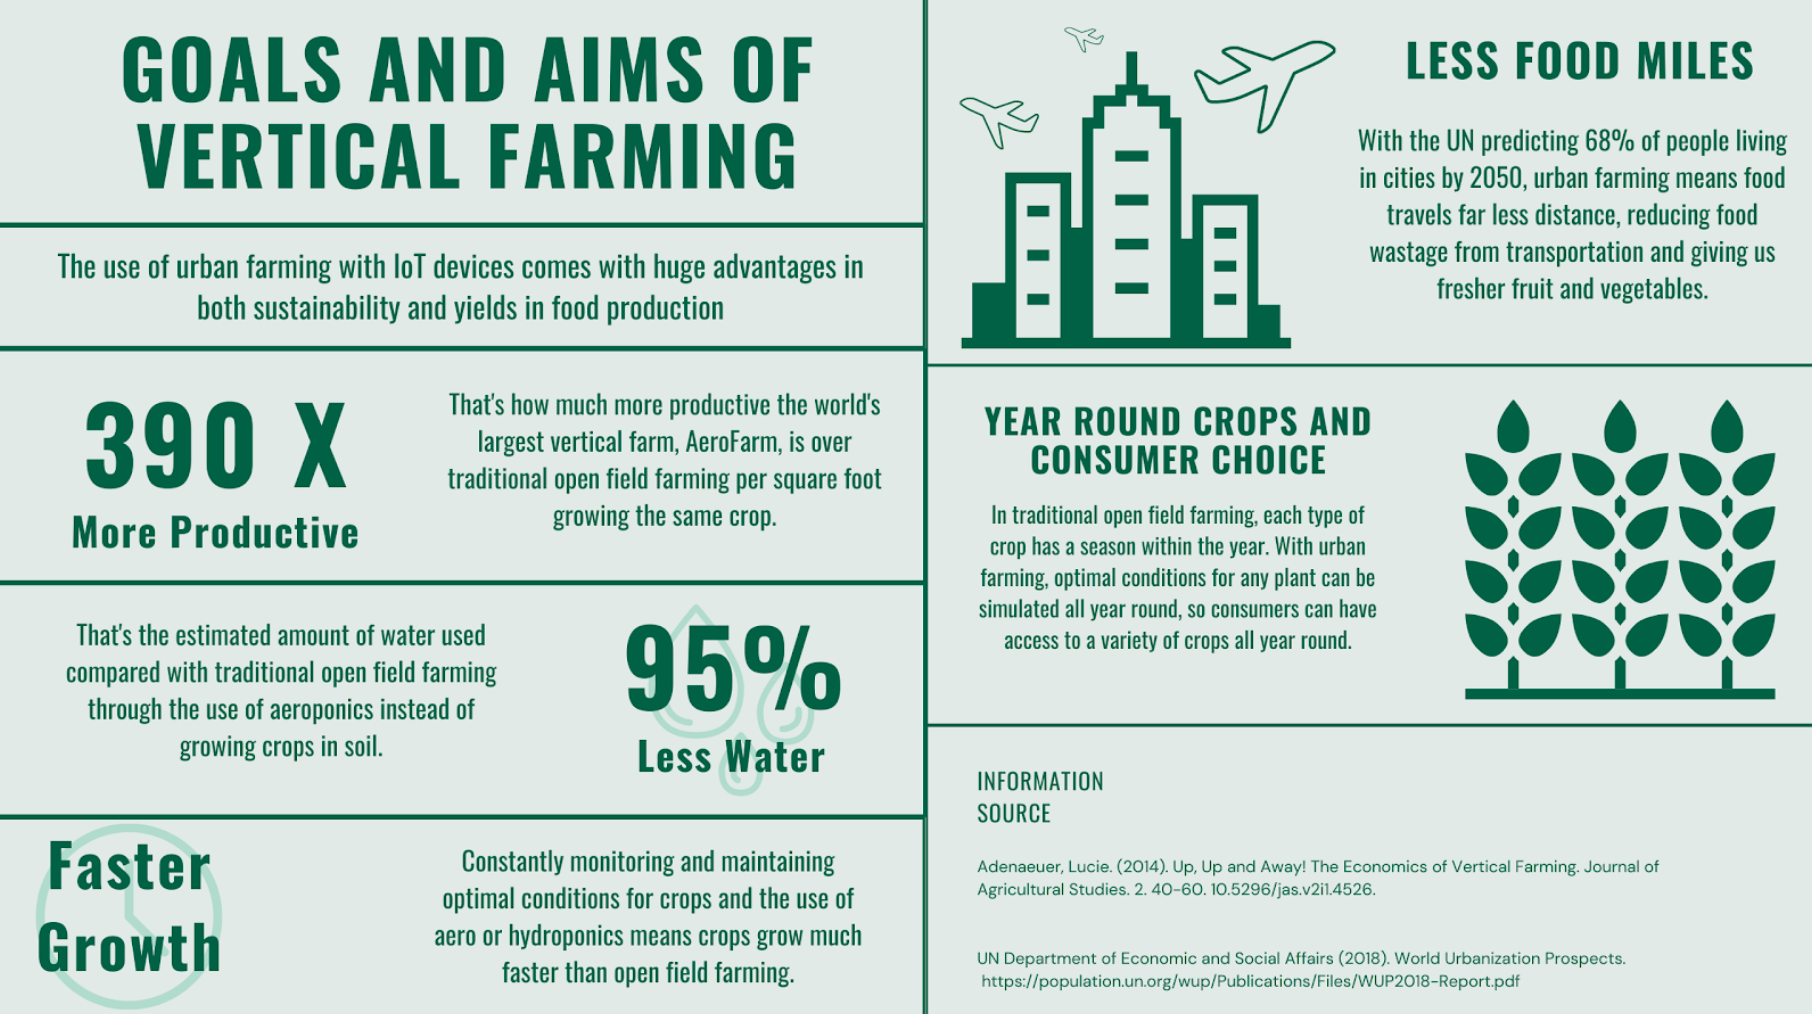 GOALS AND AIMS OF
VERTICAL FARMING
The use of urban farming with IoT devices comes with huge advantages in
both sustainability and yields in food production
390 X
More Productive
That's how much more productive the world's
largest vertical farm, AeroFarm, is over
traditional open field farming per square foot
growing the same crop.
That's the estimated amount of water used
compared with traditional open field farming
through the use of aeroponics instead of
growing crops in soil.
95%
Less Water
Faster
Growth
Constantly monitoring and maintaining
optimal conditions for crops and the use of
aero or hydroponics means crops grow much
faster than open field farming.
LESS FOOD MILES
With the UN predicting 68% of people living
in cities by 2050, urban farming means food
travels far less distance, reducing food
wastage from transportation and giving us
fresher fruit and vegetables.
YEAR ROUND CROPS AND
CONSUMER CHOICE
In traditional open field farming, each type of
crop has a season within the year. With urban
farming, optimal conditions for any plant can be
simulated all year round, so consumers can have
access to a variety of crops all year round.
INFORMATION
SOURCE
Adenaeuer, Lucie. (2014). Up, Up and Away! The Economics of Vertical Farming. Journal of
Agricultural Studies. 2. 40-60. 10.5296/jas.v2i1.4526.
UN Department of Economic and Social Affairs (2018). World Urbanization Prospects.
https://population.un.org/wup/Publications/Files/WUP2018-Report.pdf